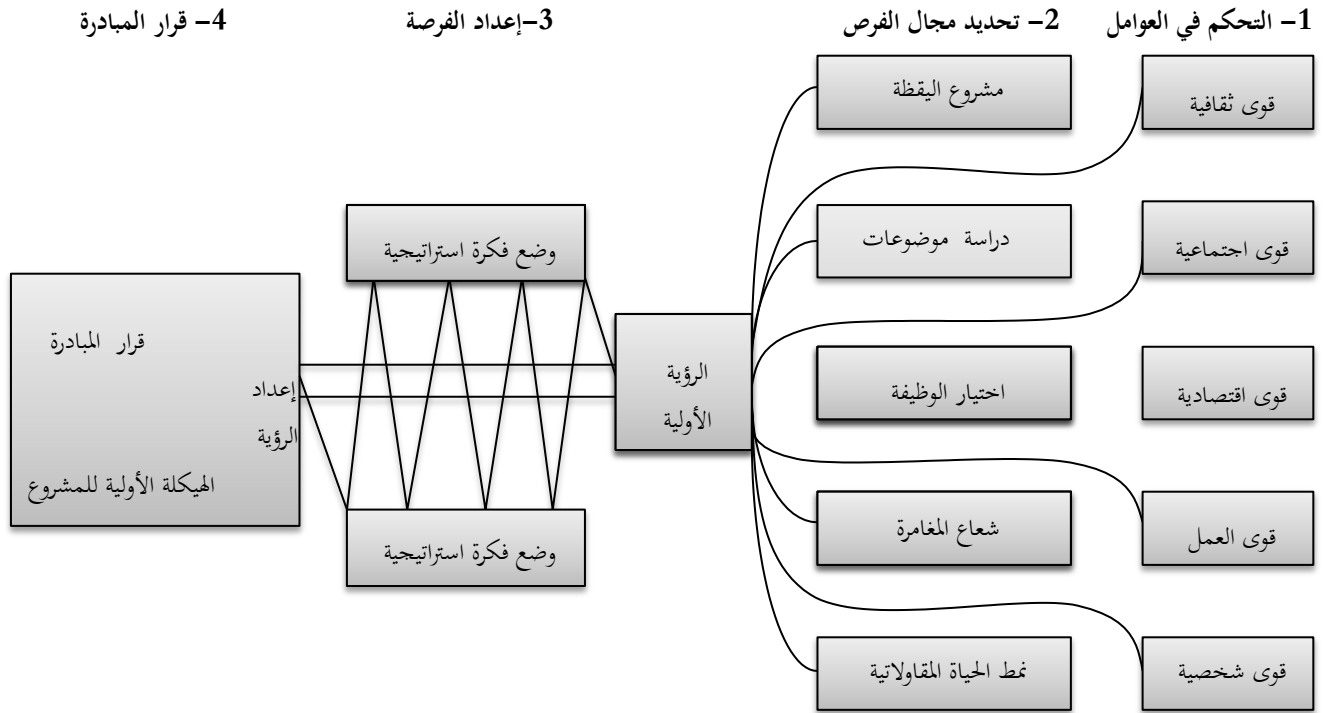 1- التحكم في العوامل
2- تحديد مجال الفرص
3-إعداد الفرصة
4- قرار المبادرة
قوى ثقافية
قوى اجتماعية
قوى اقتصادية
قوى العمل
قوى شخصية
مشروع اليقظة
دراسة موضوعات
اختيار الوظيفة
شعاع المغامرة
نمط الحياة المقاولاتية
الرؤية
الأولية
وضع فكرة استراتيجية
وضع فكرة استراتيجية
قرار المبادرة
إعداد
الرؤية
الهيكلة الأولية للمشروع